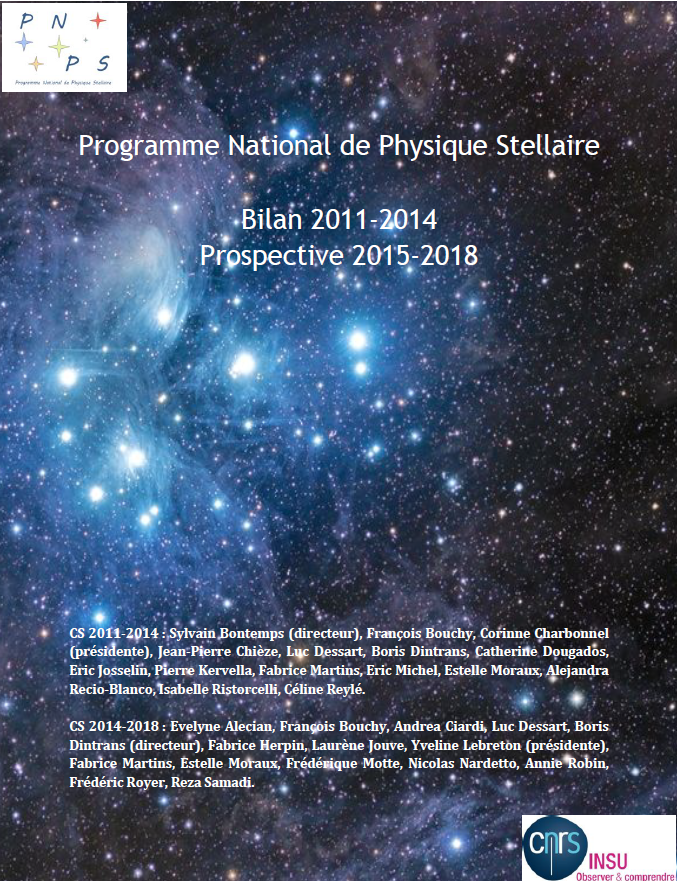 P N
P S
Programme National de Physique Stellaire
Programme National de Physique Stellaire
Bilan 2011-2014
Prospective 2015-2018
CS 2011-2014 : Sylvain Bontemps (directeur), François Bouchy, Corinne Charbonnel
(présidente), Jean-Pierre Chièze, Luc Dessart, Boris Dintrans, Catherine Dougados,
Eric Josselin, Pierre Kervella, Fabrice Martins, Eric Michel, Estelle Moraux, Alejandra
Recio-Blanco, Isabelle Ristorcelli, Céline Reylé.
CS 2014-2018 : Evelyne Alecian, François Bouchy, Andrea Ciardi, Luc Dessart, Boris
Dintrans (directeur), Fabrice Herpin, Laurène Jouve, Yveline Lebreton (présidente),
Fabrice Martins, Estelle Moraux, Frédérique Motte, Nicolas Nardetto, Annie Robin,
Frédéric Royer, Reza Samadi.
cnrs
INSU
Observer & comprendre